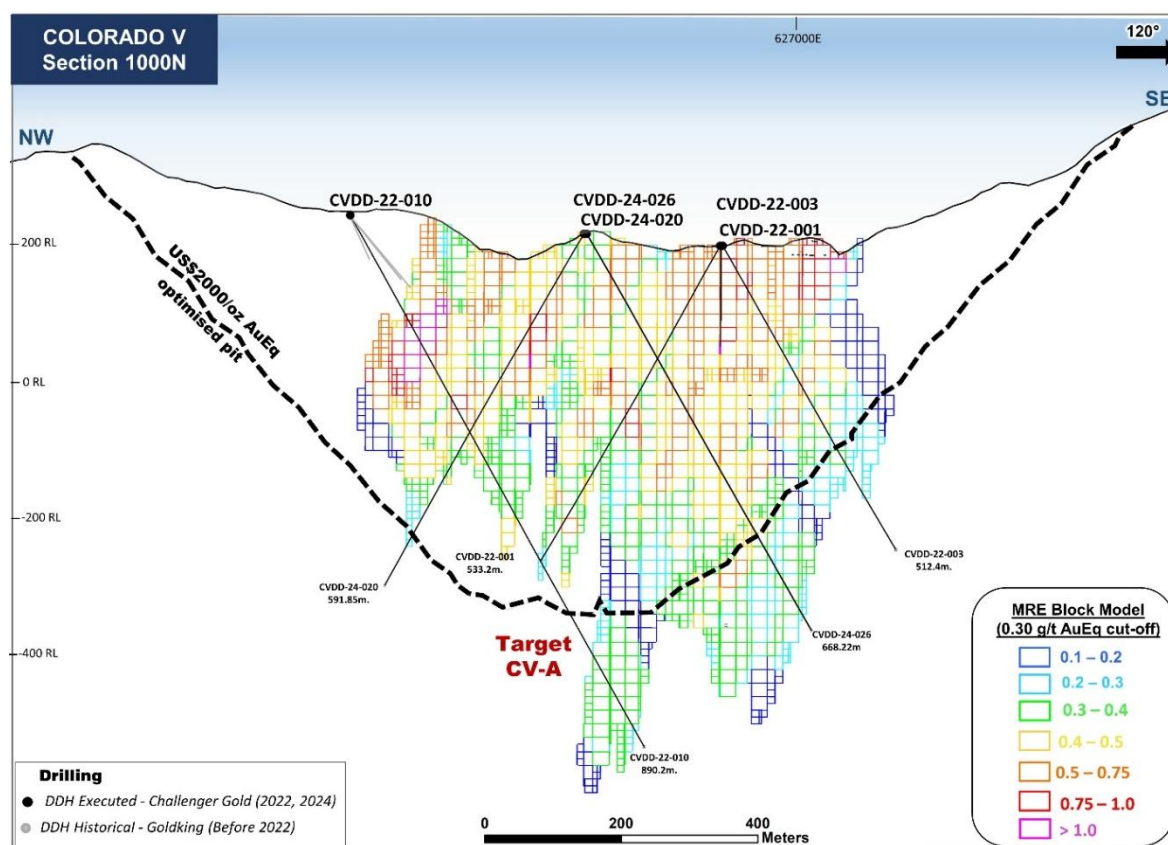 COLORADO V
Section 1000N
627000E
120°
NW
SE
CVDD-22-010
CVDD-24-026
CVDD-24-020
CVDD-22-003
CVDD-22-001
200 RL
US$2000/oz AuEq
optimised pit
0 RL
-200 RL
CVDD-22-001
533.2m.
CVDD-22-003
512.4m.
CVDD-24-020
591.85m.
Target
CV-A
CVDD-24-026
668.22m
-400 RL
CVDD-22-010
890.2m.
MRE Block Model
(0.30 g/t AuEq cut-off)
0.1 – 0.2
0.2 – 0.3
0.3 – 0.4
0.4 – 0.5
0.5 – 0.75
0.75 – 1.0
> 1.0
Drilling
DDH Executed - Challenger Gold (2022, 2024)
DDH Historical - Goldking (Before 2022)
0 200 400
Meters